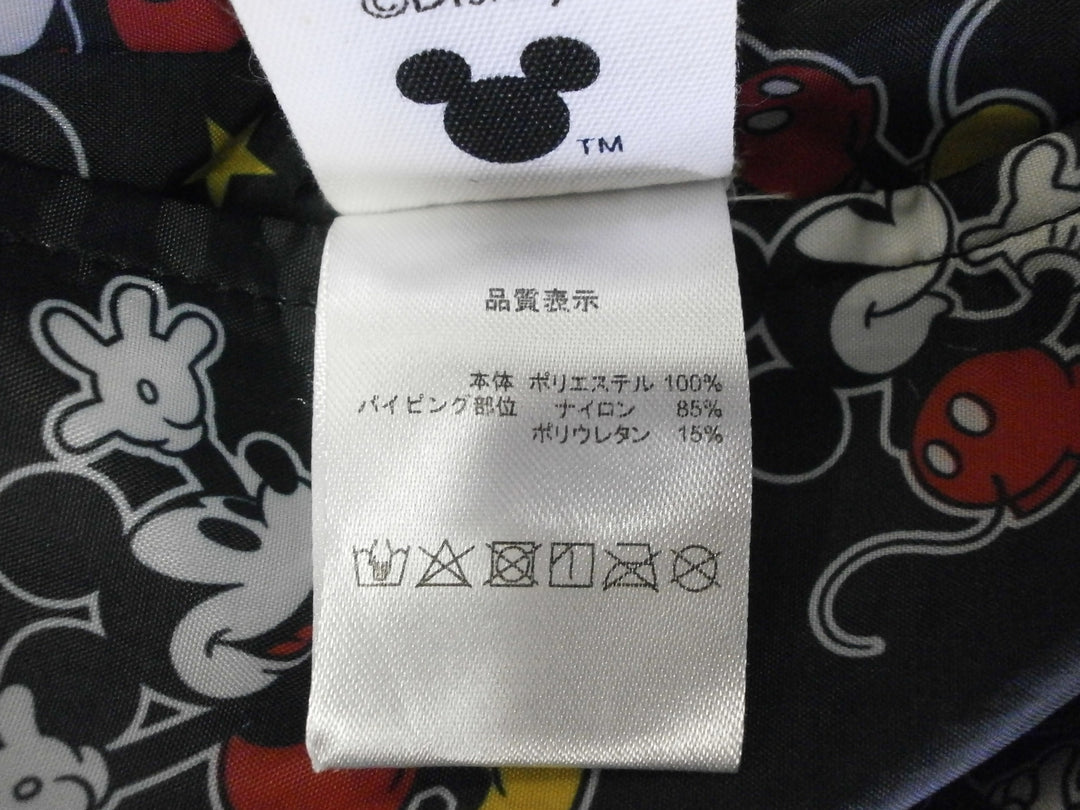 ©Disney
TM
品質表示
本体 ポリエステル 100%
パイピング部位 ナイロン 85%
ポリウレタン 15%